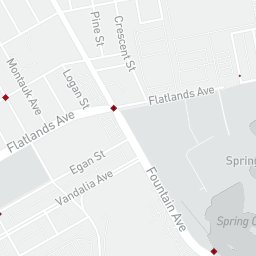 Pine St
Crescent St
Montauk Ave
Logan St
Flatlands Ave
Flatlands Ave
Egan St
Vandalia Ave
Fountain Ave
Spring
Spring